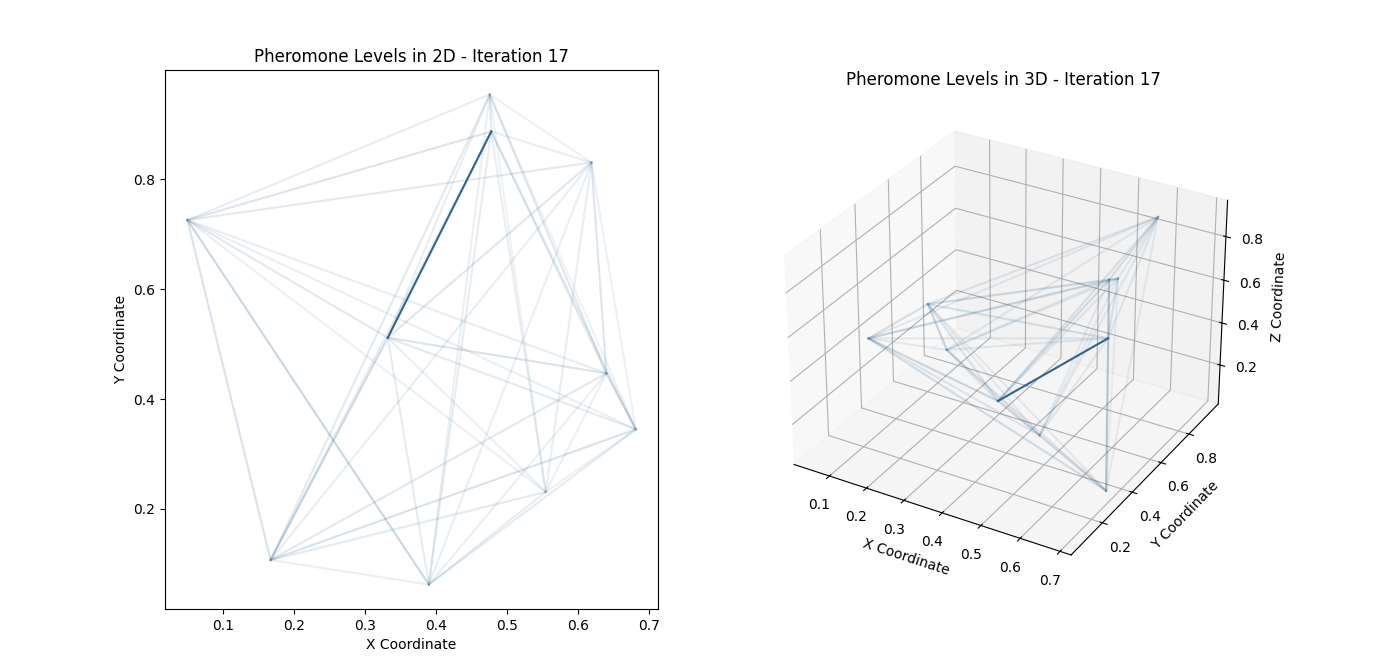 Pheromone Levels in 2D - Iteration 17
0.8
0.6
0.4
0.2
Y Coordinate
0.1 0.2 0.3 0.4 0.5 0.6 0.7
X Coordinate
Pheromone Levels in 3D - Iteration 17
0.1 0.2 0.3 0.4 0.5 0.6 0.7
X Coordinate
0.2 0.4 0.6 0.8
Y Coordinate
0.8
0.6
0.4
0.2
Z Coordinate